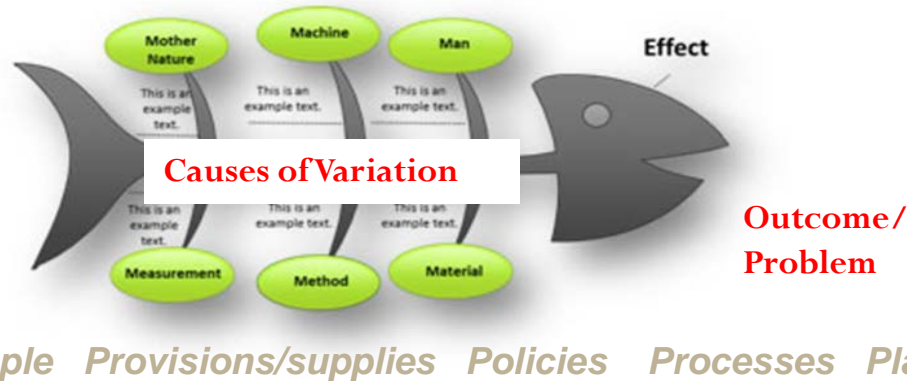 Mother
Nature
Machine
Man
Effect
This is an
example
text.
This is an
example text.
This is an
example text.
Causes of Variation
This is an
example
text.
This is an
example text.
This is an
example text.
Outcome/
Problem
Measurement
Method
Material
ple Provisions/supplies Policies Processes Pla